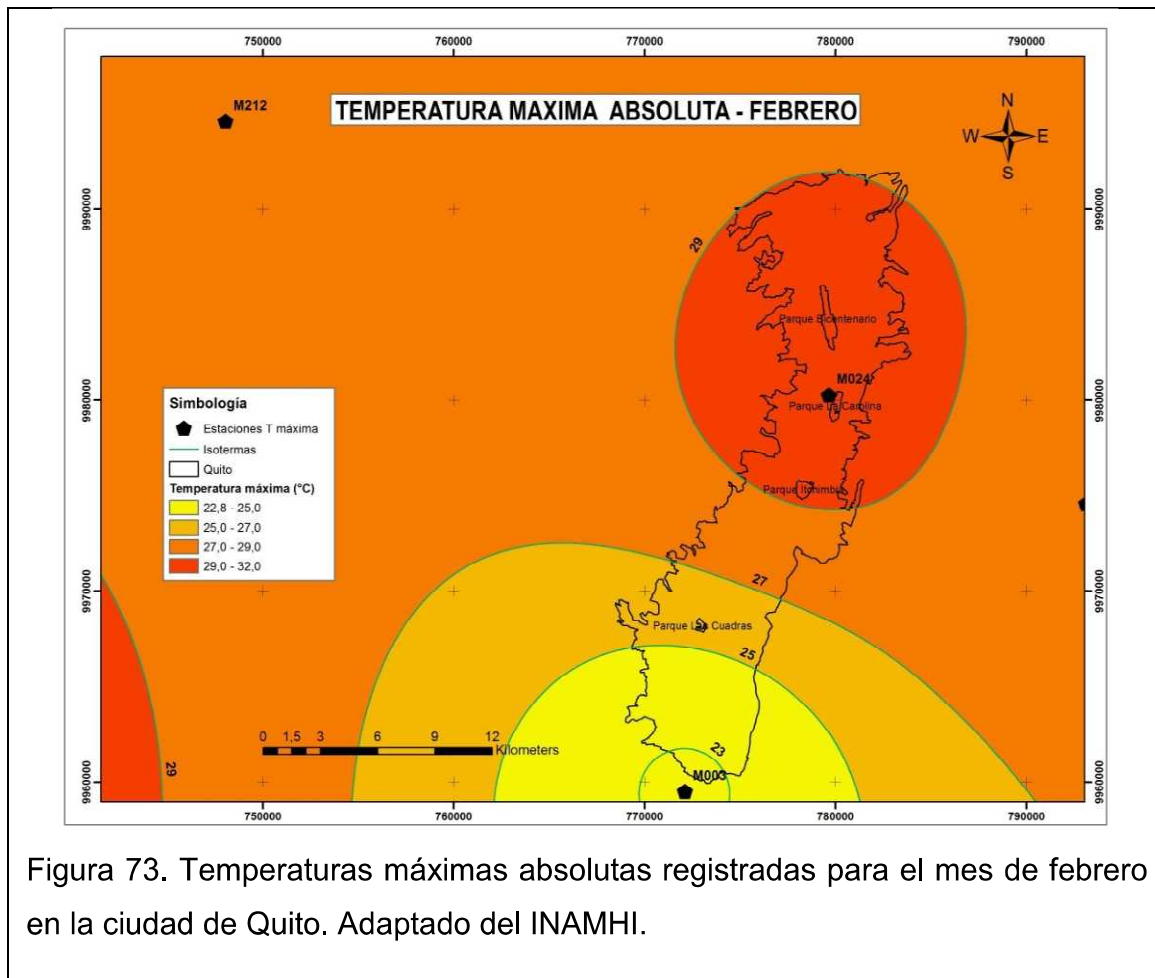 750000 760000 770000 780000 790000
M212
TEMPERATURA MAXIMA ABSOLUTA - FEBRERO
N
W E
S
9990000 9990000
29
Parque Bicentenario
M024
9980000 9980000
Parque La Carolina
Simbología
Estaciones T máxima
Isotermas
Quito
Temperatura máxima (°C)
22,8 - 25,0
25,0 - 27,0
27,0 - 29,0
29,0 - 32,0
Parque Itchimbia
27
9970000 9970000
Parque Las Cuadras
25
0 1,5 3 6 9 12
Kilometers
23
29
M003
9960000 9960000
750000 760000 770000 780000 790000
Figura 73. Temperaturas máximas absolutas registradas para el mes de febrero
en la ciudad de Quito. Adaptado del INAMHI.